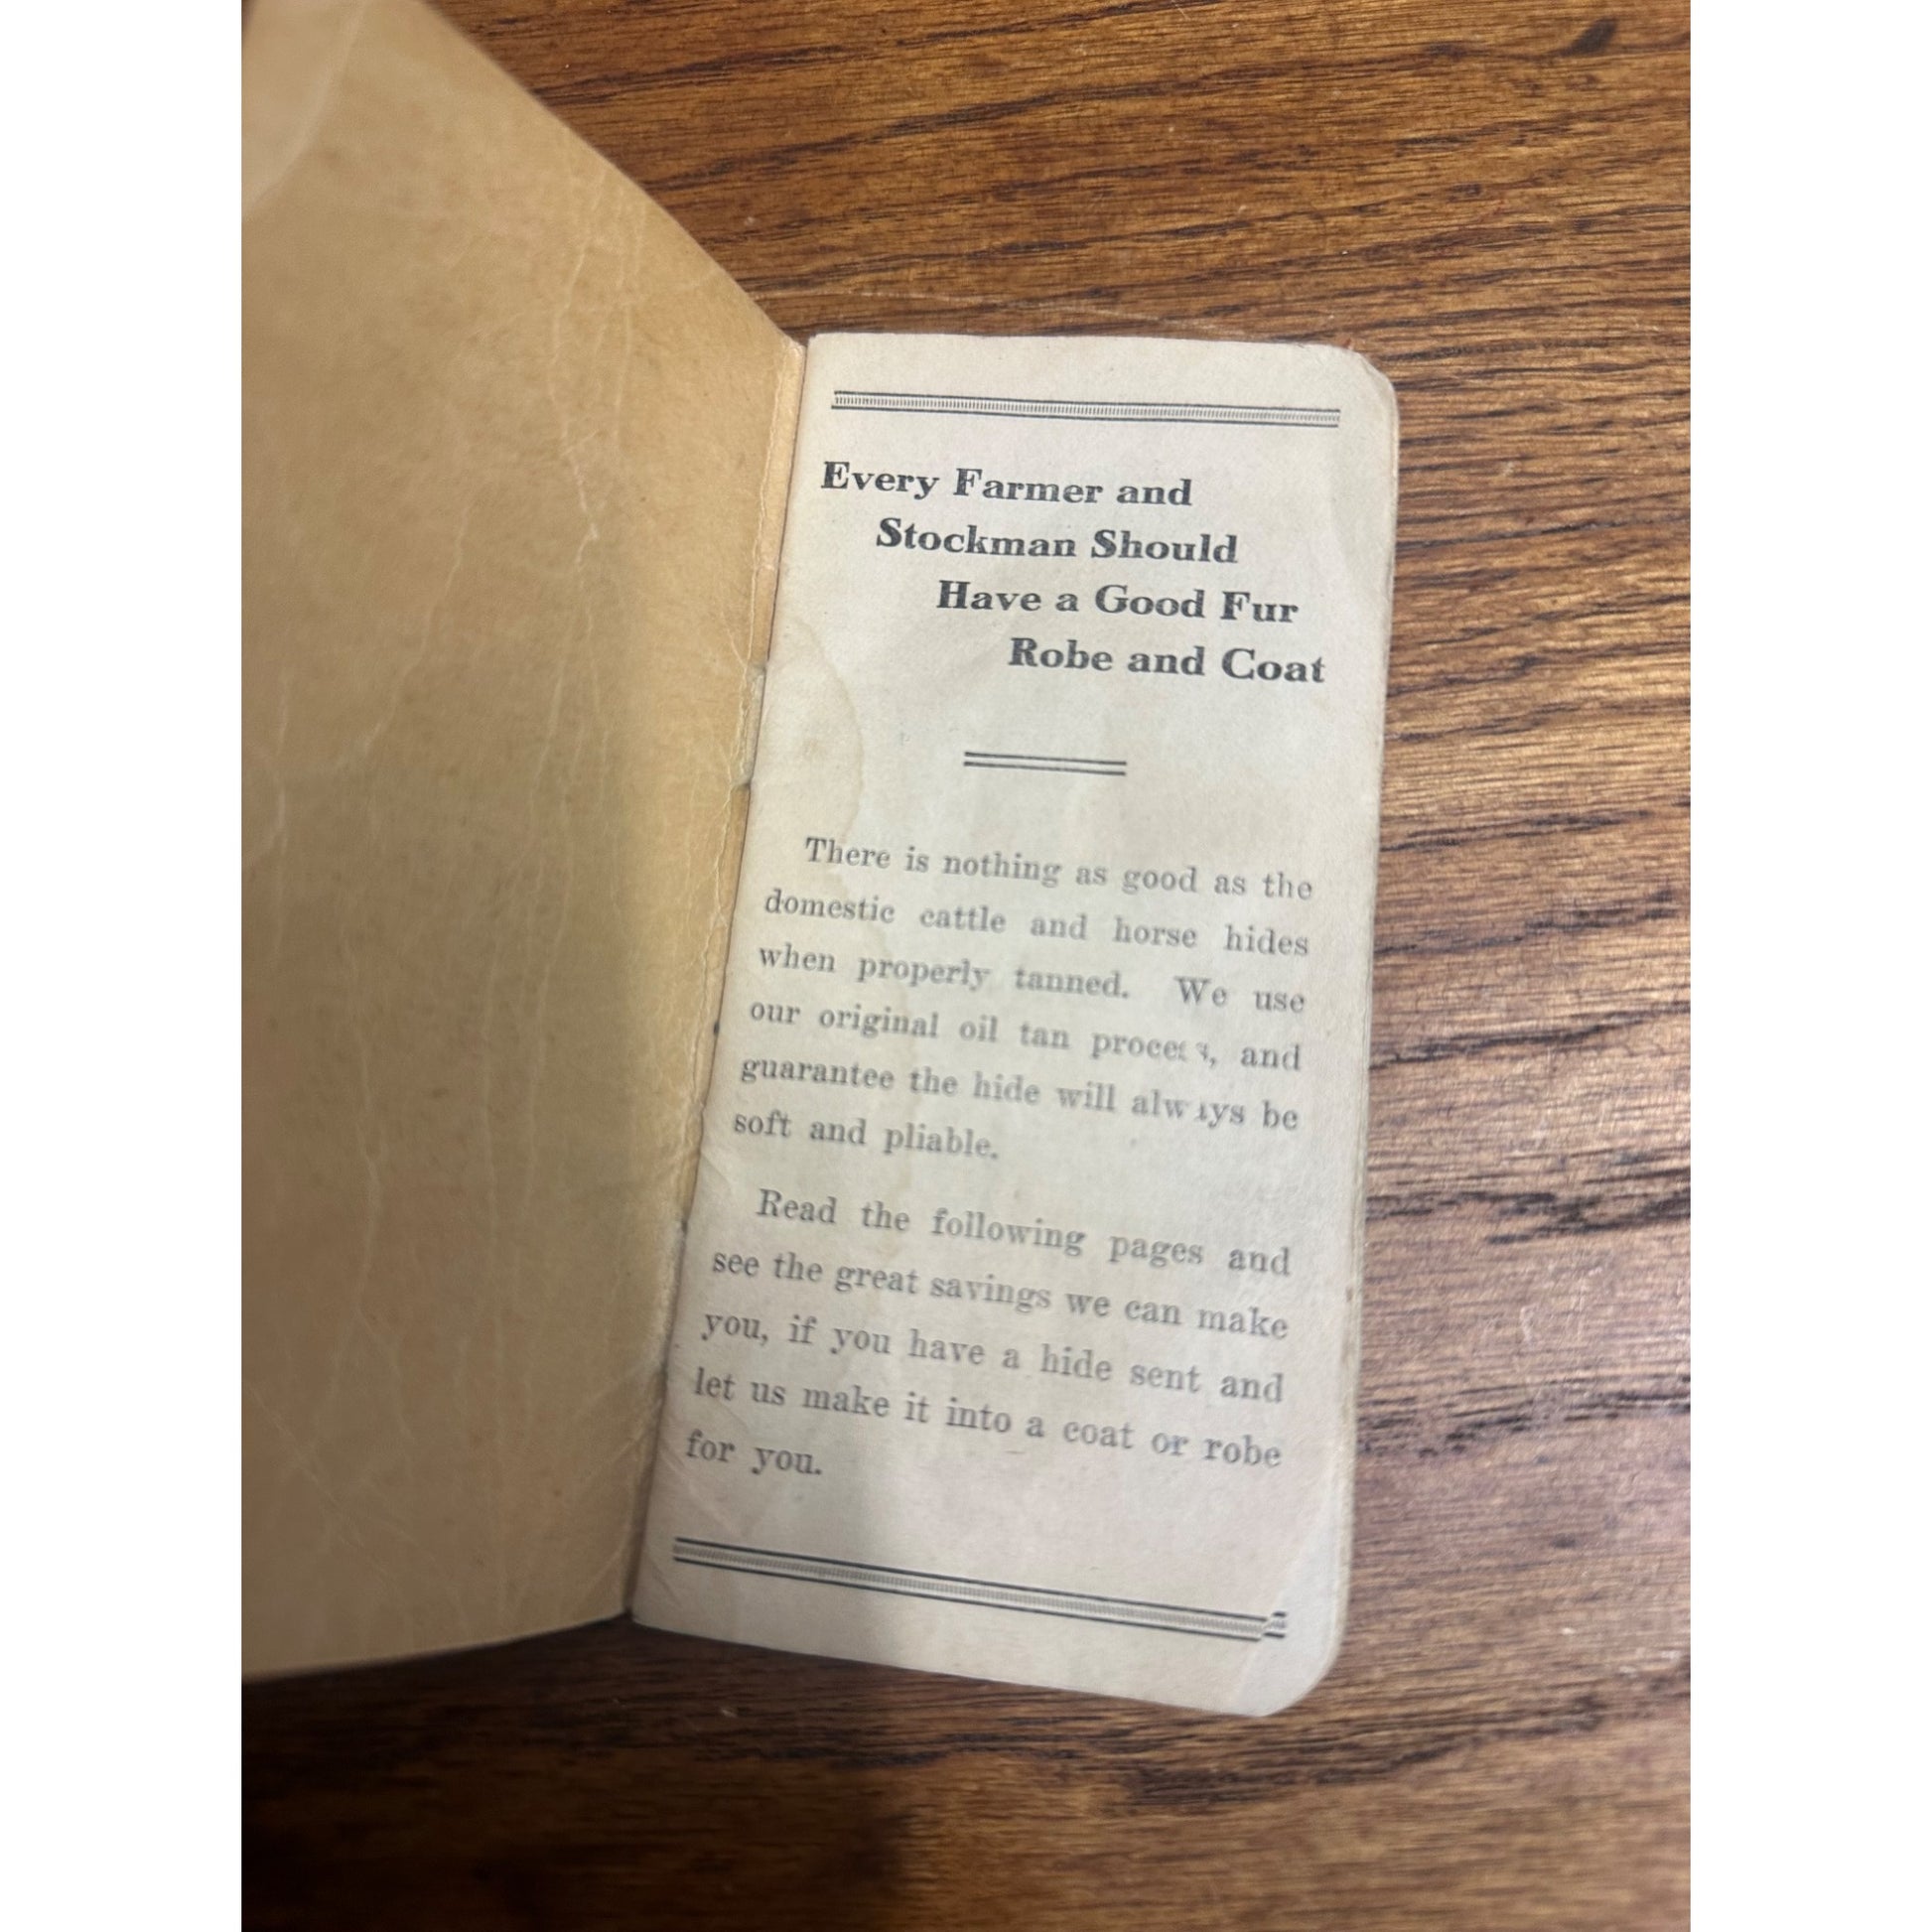 Every Farmer and
Stockman Should
Have a Good Fur
Robe and Coat
There is nothing as good as the
domestic cattle and horse hides
when properly tanned. We use
our original oil tan process, and
guarantee the hide will always be
soft and pliable.
Read the following pages and
see the great savings we can make
you, if you have a hide sent and
let us make it into a coat or robe
for you.